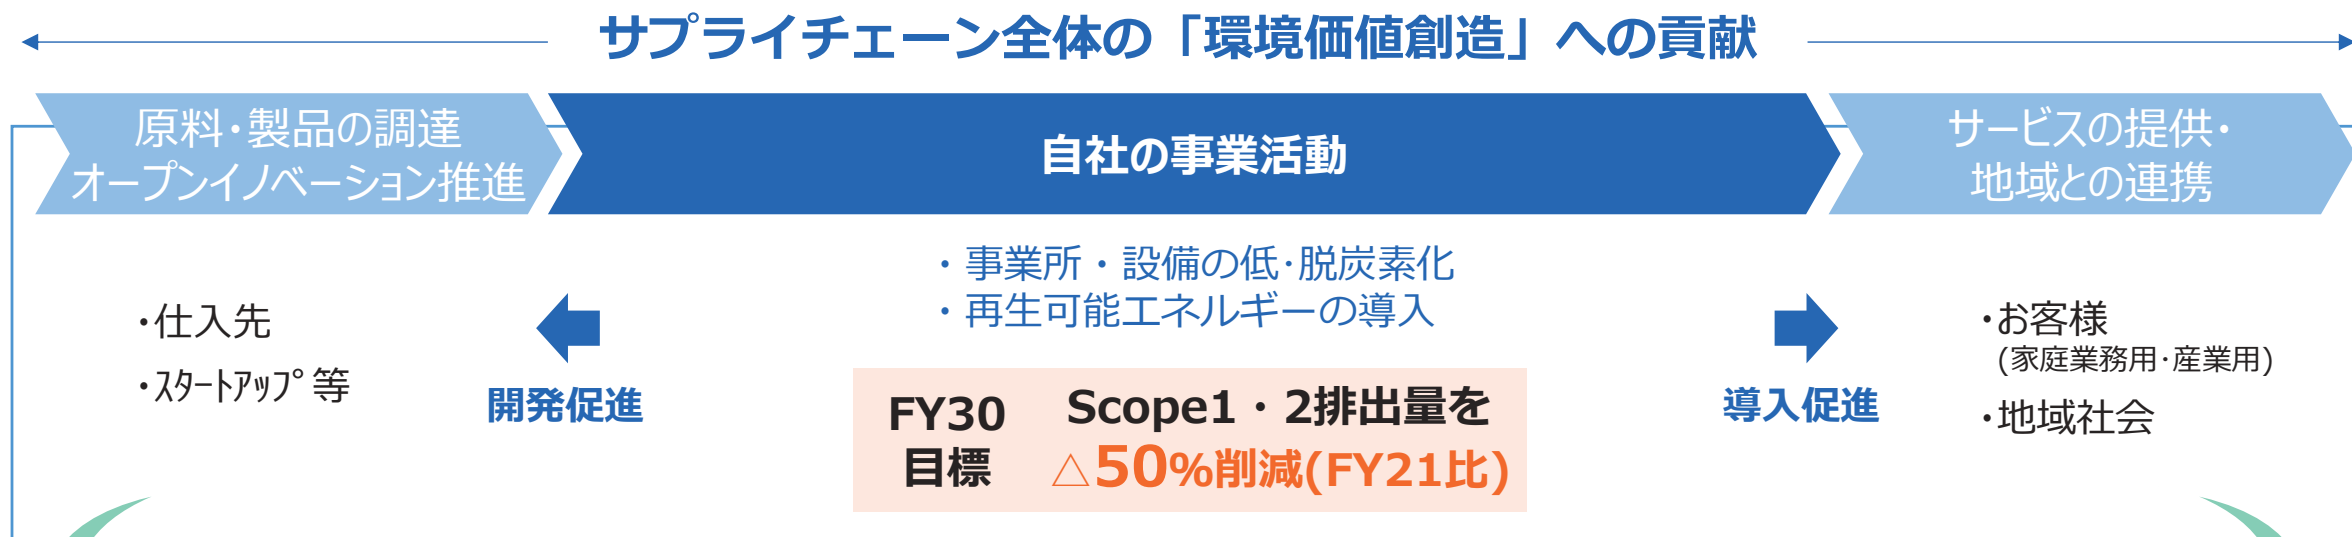 サプライチェーン全体の「環境価値創造」への貢献
原料・製品の調達
オープンイノベーション推進
自社の事業活動
サービスの提供・
地域との連携
・仕入先
・ｽﾀｰﾄｱｯﾌﾟ等
開発促進
・事業所・設備の低・脱炭素化
・再生可能エネルギーの導入
FY30
目標
Scope1・2排出量を
△50%削減(FY21比)
導入促進
・お客様
(家庭業務用・産業用)
・地域社会